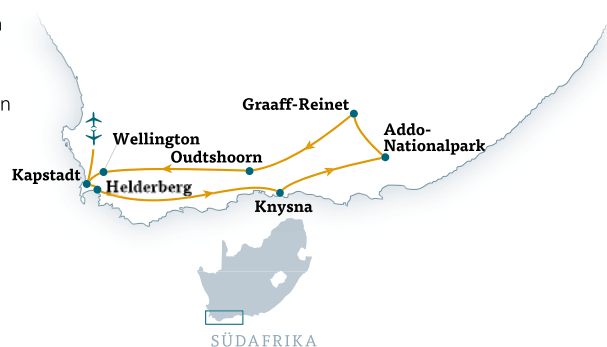 n
Graaff-Reinet
Addo-
Nationalpark
Wellington
Oudtshoorn
Kapstadt
Helderberg
Knysna
SÜDAFRIKA